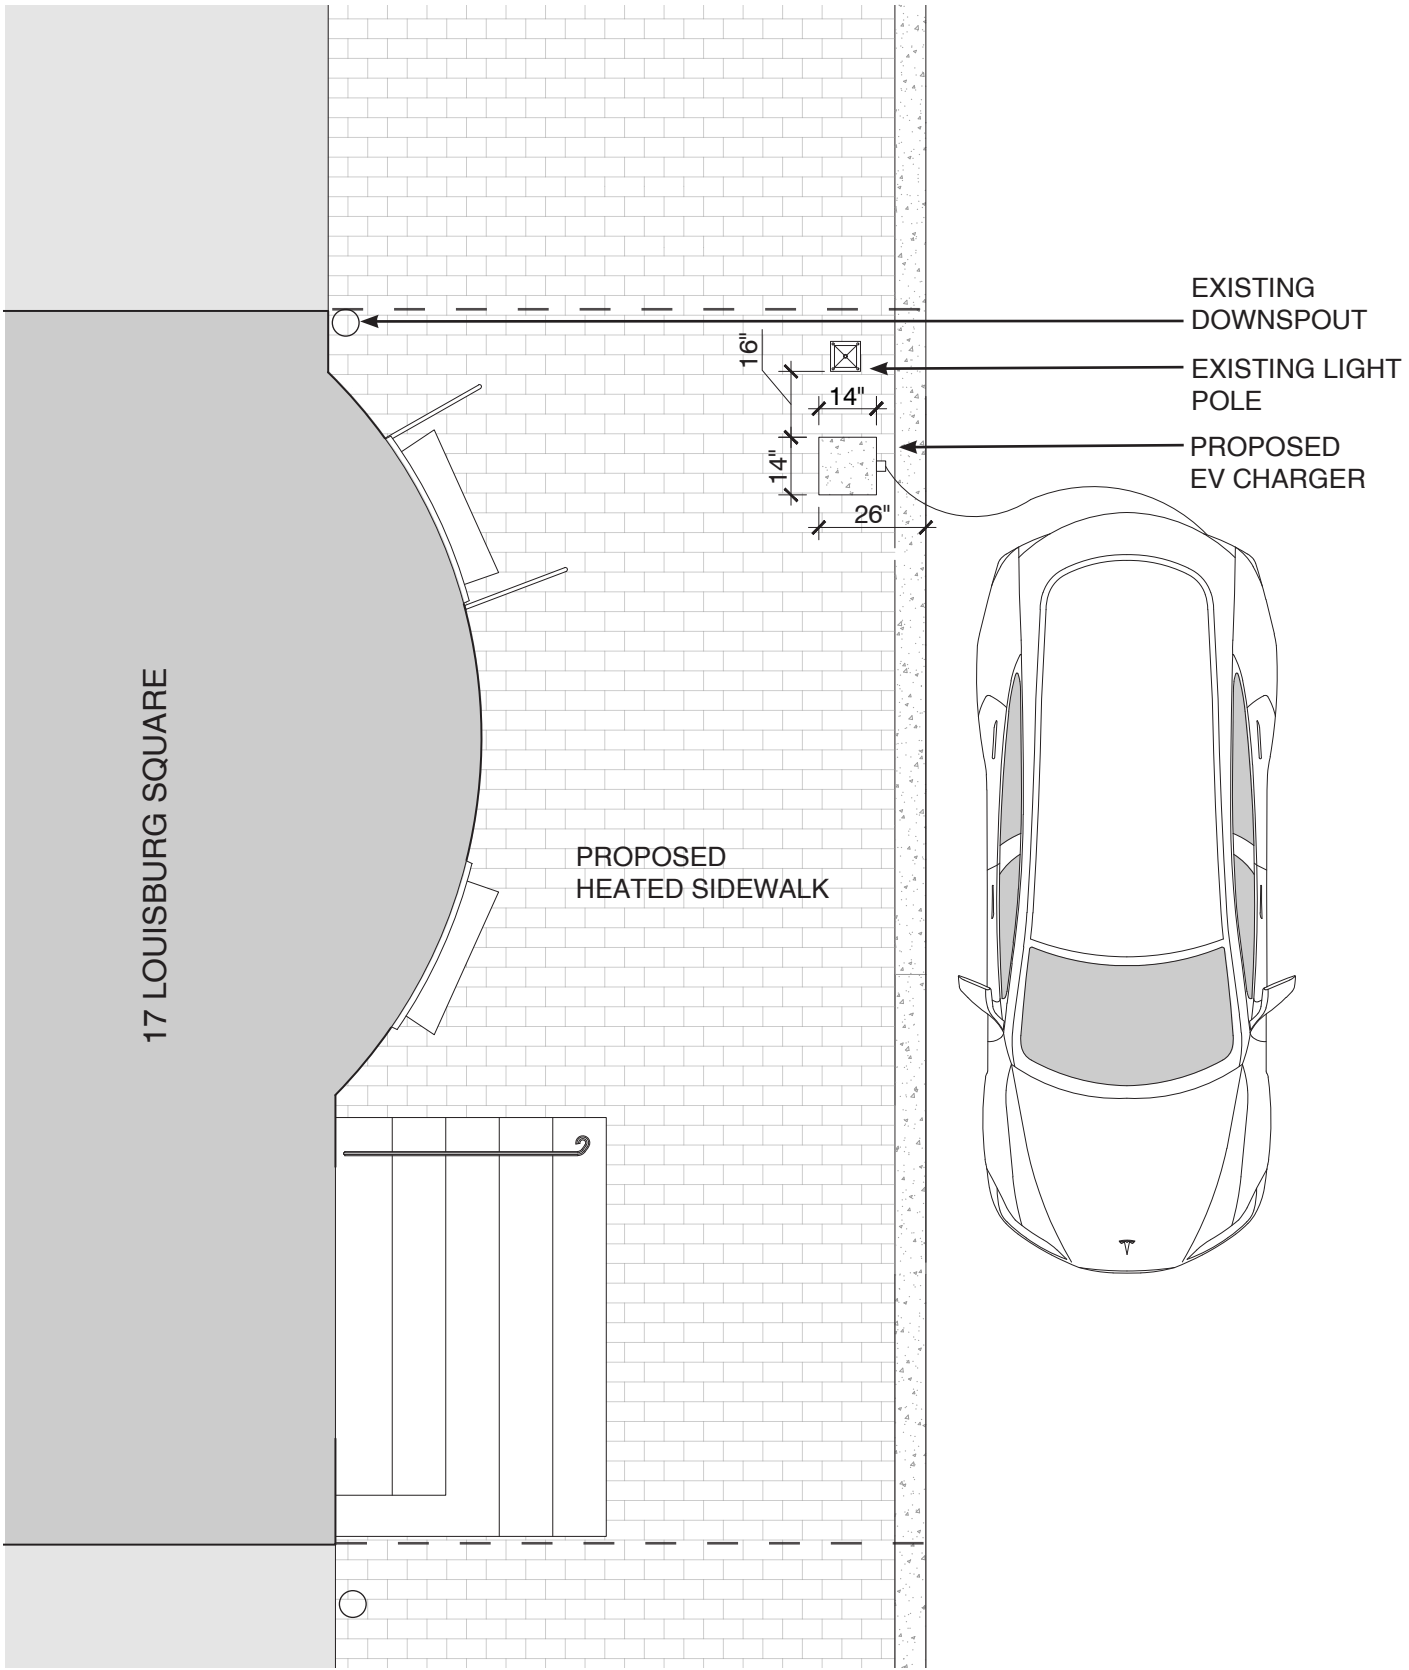 EXISTING
DOWNSPOUT
16"
EXISTING LIGHT
POLE
14"
PROPOSED
EV CHARGER
14"
26"
17 LOUISBURG SQUARE
PROPOSED
HEATED SIDEWALK